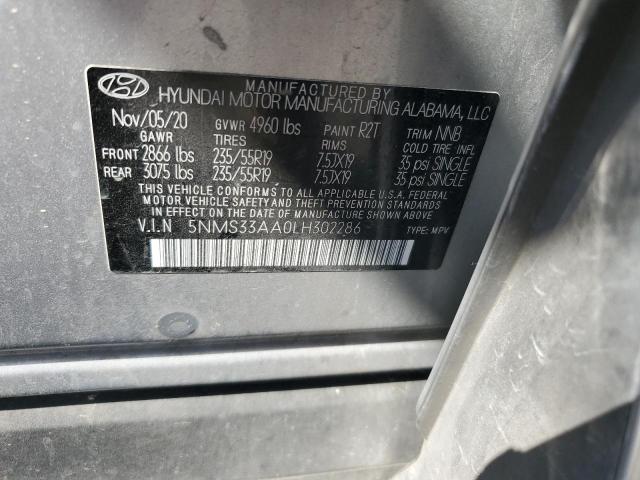 MANUFACTURED BY
HYUNDAI MOTOR MANUFACTURING ALABAMA, LLC
Nov/05/20 GVWR 4960 lbs PAINT R2T TRIM NNB
GAWR TIRES RIMS COLD TIRE INFL
FRONT 2866 lbs 235/55R19 7.5JX19 35 psi SINGLE
REAR 3075 lbs 235/55R19 7.5JX19 35 psi SINGLE
THIS VEHICLE CONFORMS TO ALL APPLICABLE U.S.A. FEDERAL
MOTOR VEHICLE SAFETY AND BUMPER STANDARDS
IN EFFECT ON THE DATE OF MANUFACTURE SHOWN ABOVE.
V.I.N 5NMS33AA0LH302286 TYPE: MPV